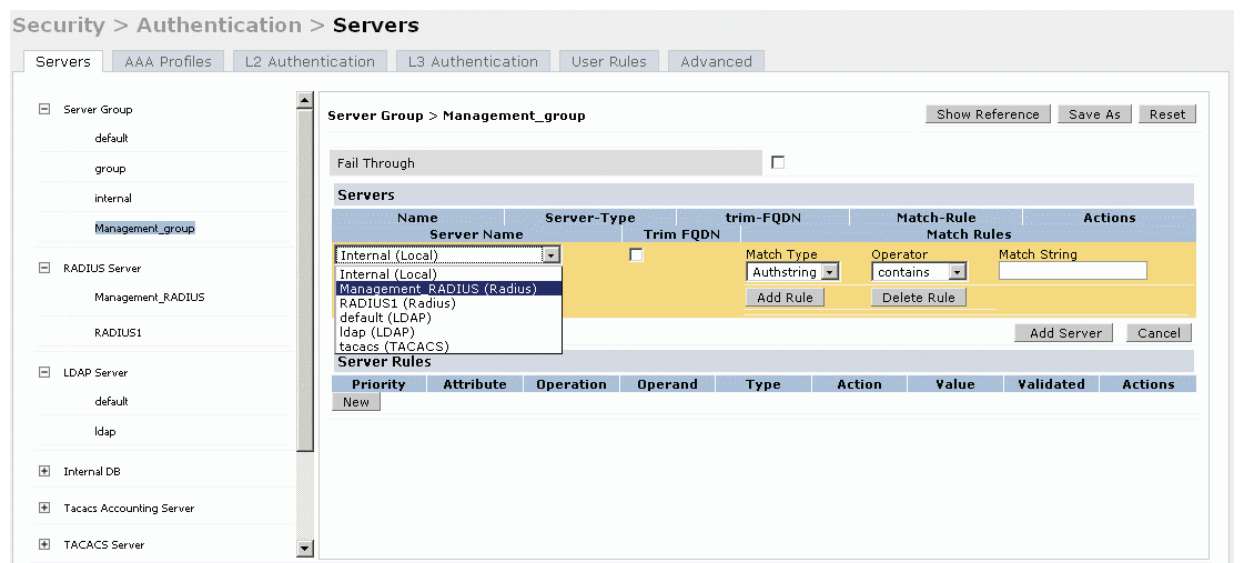 Security > Authentication > Servers
Servers AAA Profiles L2 Authentication L3 Authentication User Rules Advanced
Server Group
default
group
internal
Management_group
RADIUS Server
Management_RADIUS
RADIUS1
LDAP Server
default
ldap
Internal DB
Tacacs Accounting Server
TACACS Server
Server Group > Management_group Show Reference Save As Reset
Fail Through
Servers
Name Server-Type trim-FQDN Match-Rule Actions
Server Name Trim FQDN Match Rules
Internal (Local) Match Type Operator Match String
Authstring contains
Internal (Local)
Management_RADIUS (Radius)
RADIUS1 (Radius)
default (LDAP)
ldap (LDAP)
tacacs (TACACS)
Add Rule Delete Rule
Add Server Cancel
Server Rules
Priority Attribute Operation Operand Type Action Value Validated Actions
New